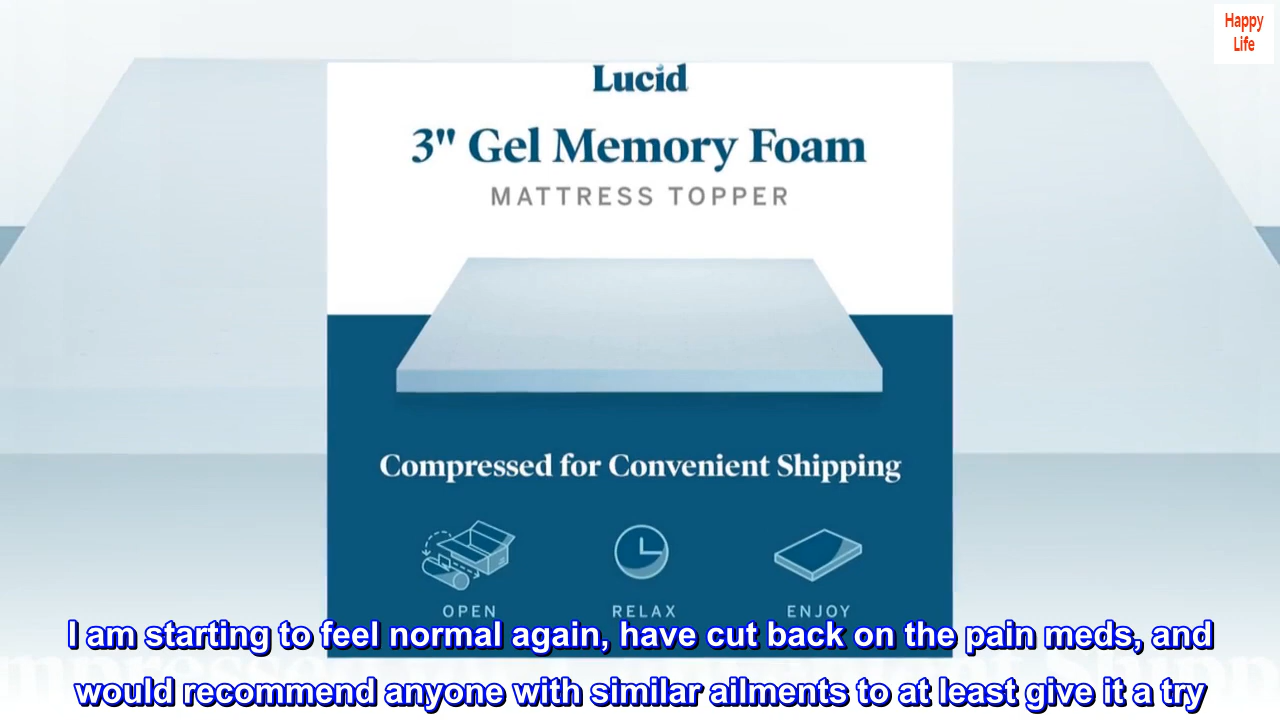 Happy
Life
Lucid
3" Gel Memory Foam
MATTRESS TOPPER
Compressed for Convenient Shipping
OPEN RELAX ENJOY
I am starting to feel normal again, have cut back on the pain meds, and
would recommend anyone with similar ailments to at least give it a try